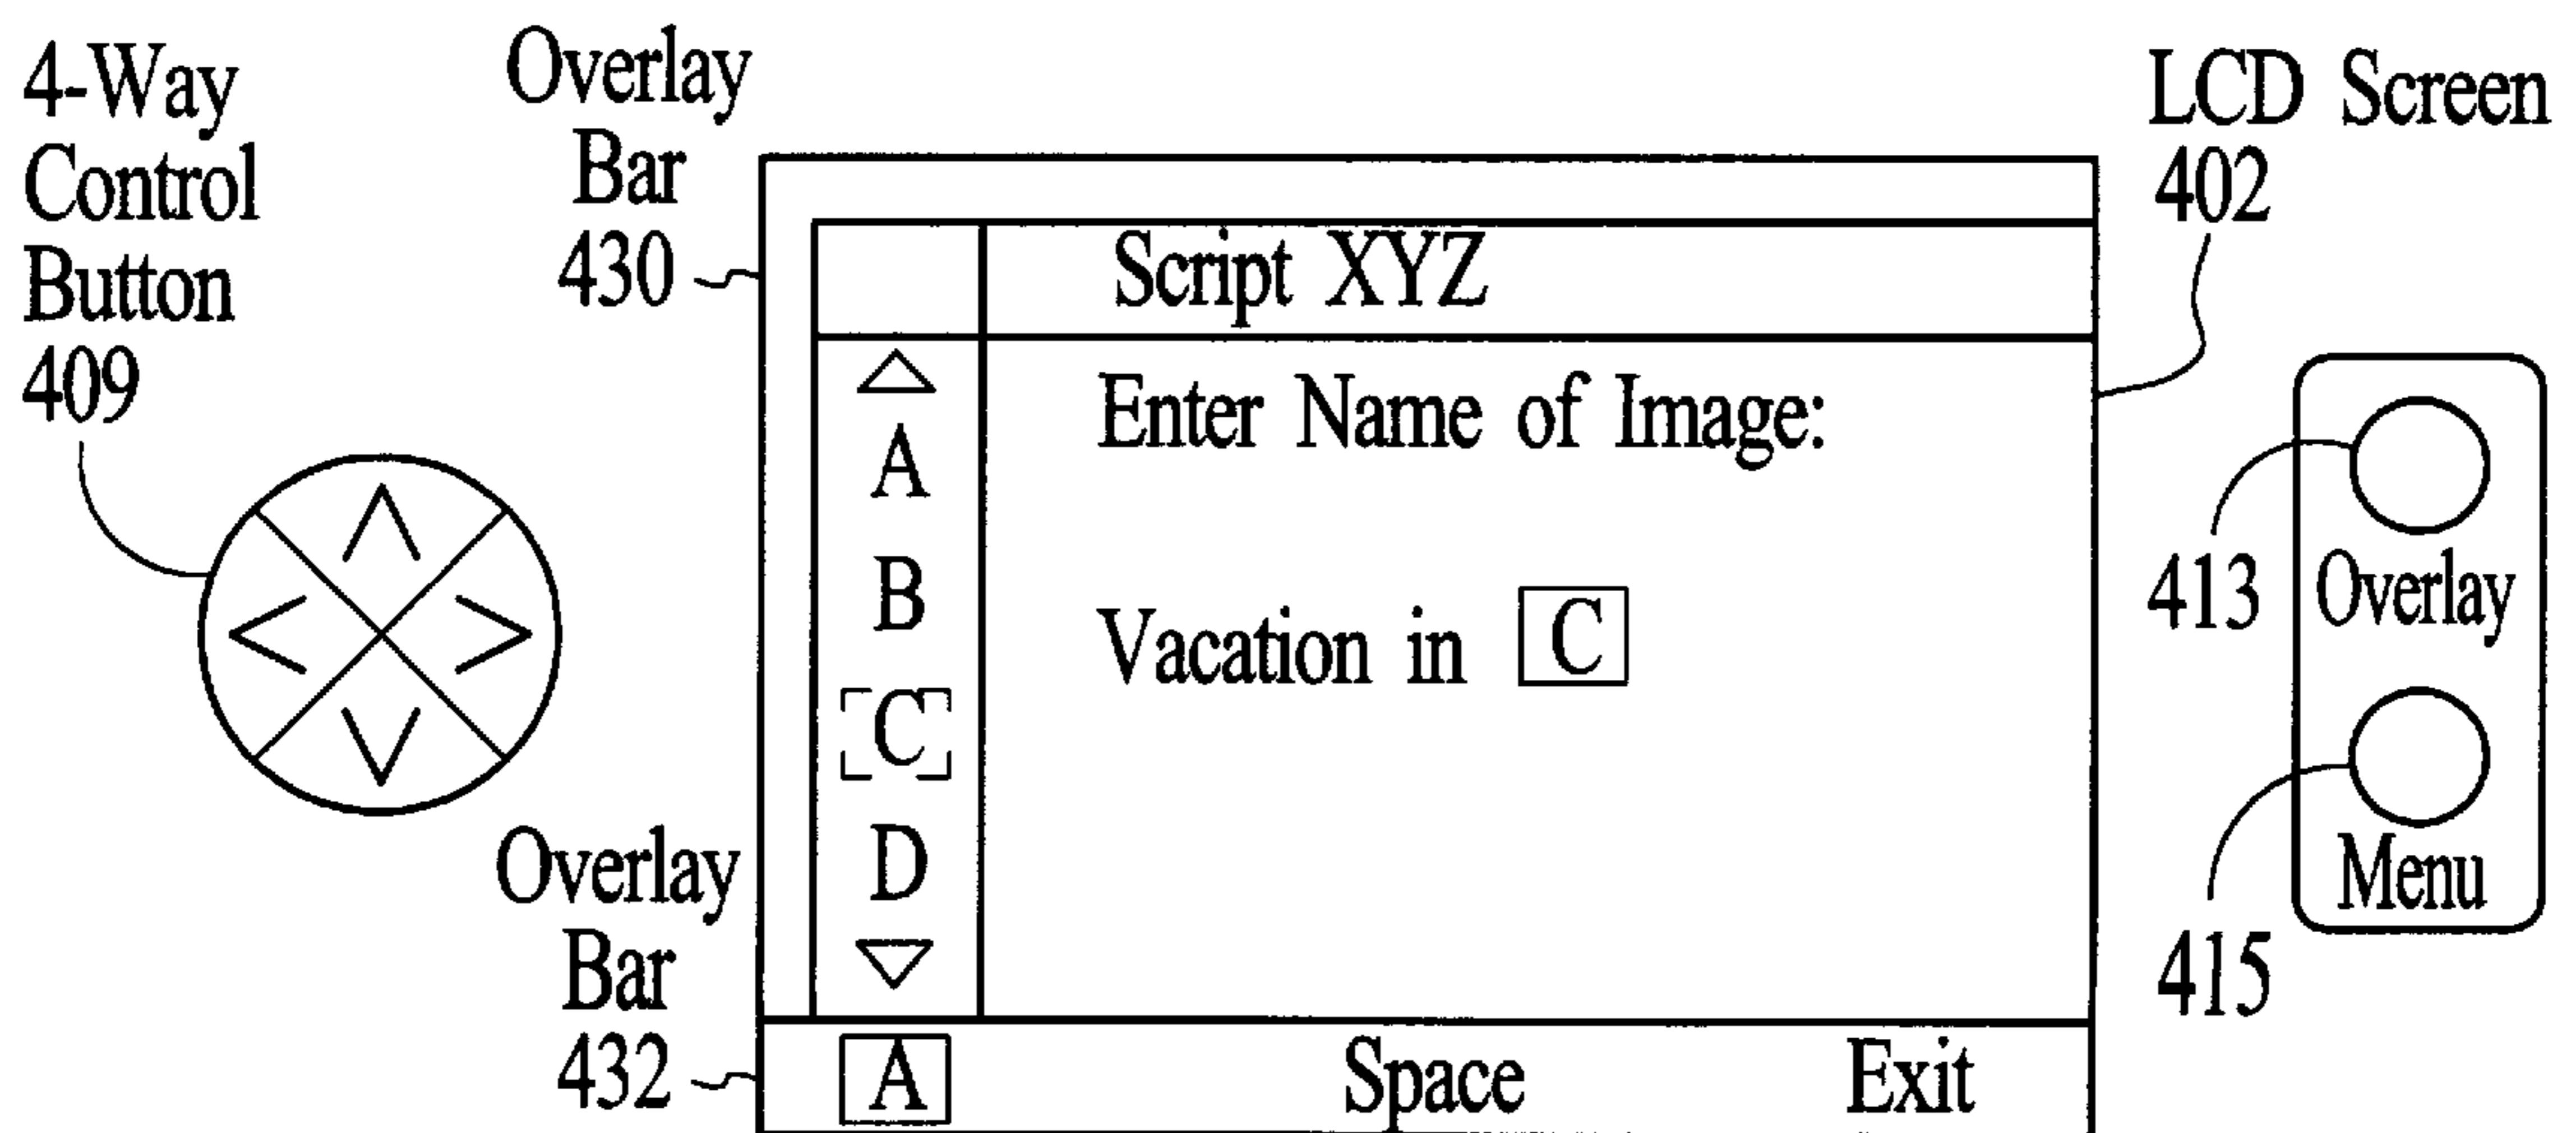 4-Way
Control
Button
409
Overlay
Bar
430
LCD Screen
402
Script XYZ
Enter Name of Image:
A
B
C
D
Vacation in C
413
Overlay
415
Menu
Overlay
Bar
432
A Space Exit